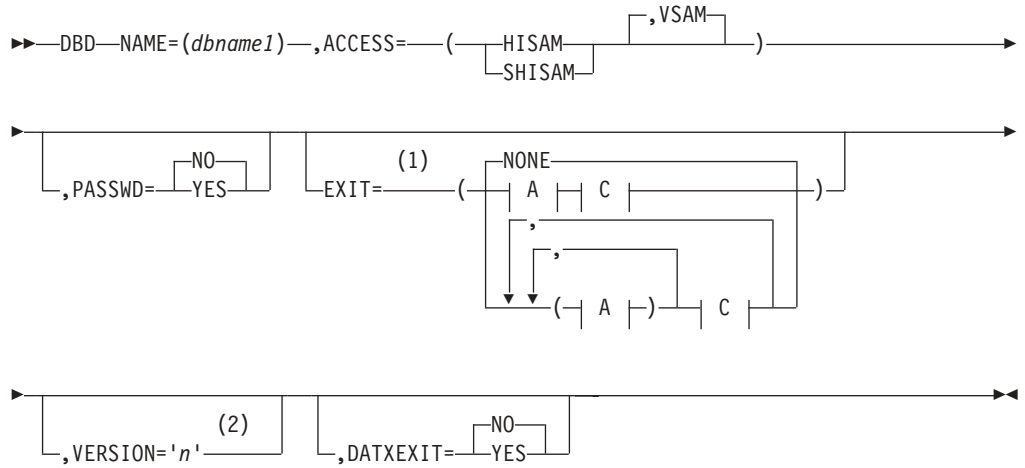 ,VSAM
DBD NAME=(dbname1) ,ACCESS= ( HISAM )
SHISAM
NO (1) NONE
,PASSWD= YES EXIT= ( A C )
,
,
( A ) C
(2) NO
,VERSION='n' ,DATXEXIT= YES